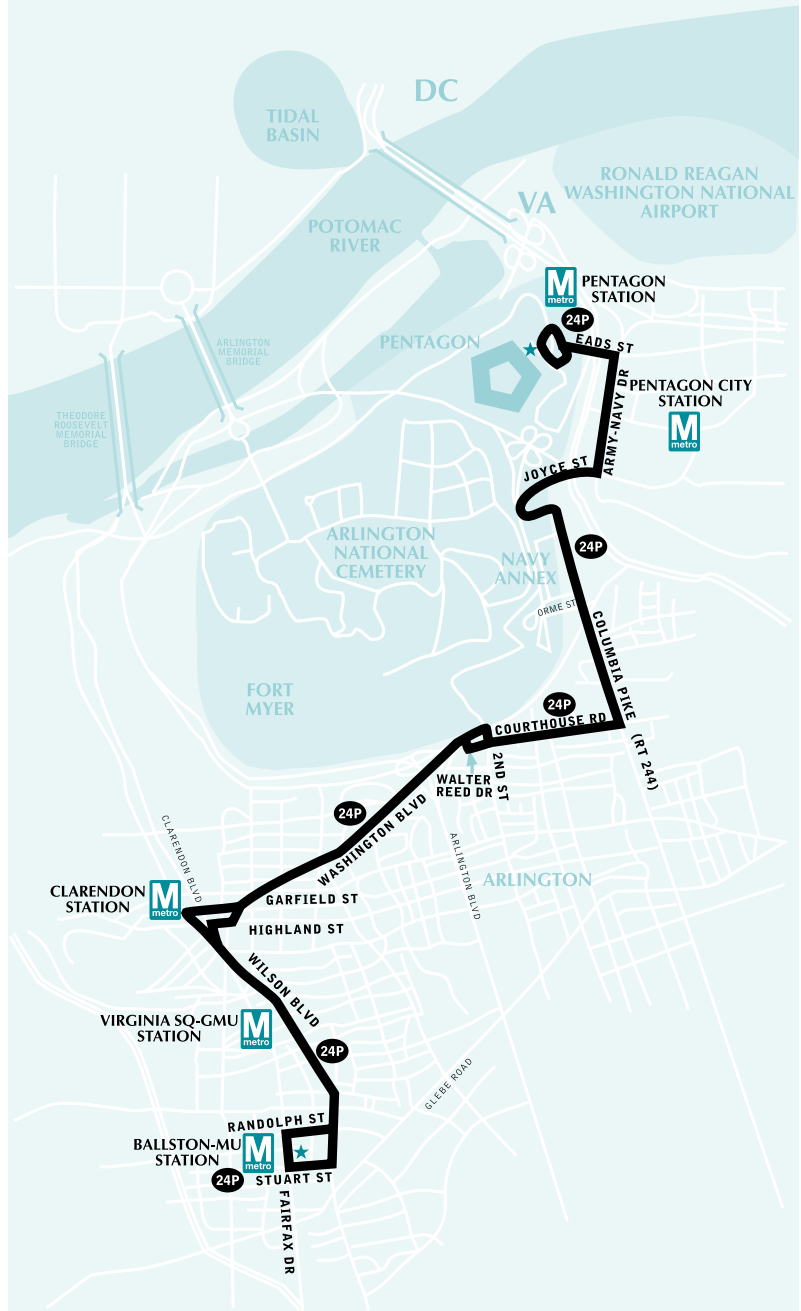 DC
TIDAL
BASIN
RONALD REAGAN
WASHINGTON NATIONAL
AIRPORT
VA
POTOMAC
RIVER
M
metro
PENTAGON
STATION
24P
EADS ST
PENTAGON
ARLINGTON
MEMORIAL
BRIDGE
ARMY-NAVY DR
PENTAGON CITY
STATION
M
metro
THEODORE
ROOSEVELT
MEMORIAL
BRIDGE
JOYCE ST
ARLINGTON
NATIONAL
CEMETERY
24P
NAVY
ANNEX
ORME ST
COLUMBIA PIKE (RT 244)
FORT
MYER
24P
COURTHOUSE RD
2ND ST
WALTER
REED DR
24P
WASHINGTON BLVD
CLARENDON BLVD
ARLINGTON BLVD
ARLINGTON
CLARENDON
STATION
M
metro
GARFIELD ST
HIGHLAND ST
WILSON BLVD
VIRGINIA SQ-GMU
STATION
M
metro
24P
GLEBE ROAD
RANDOLPH ST
BALLSTON-MU
STATION
M
metro
24P
STUART ST
FAIRFAX DR